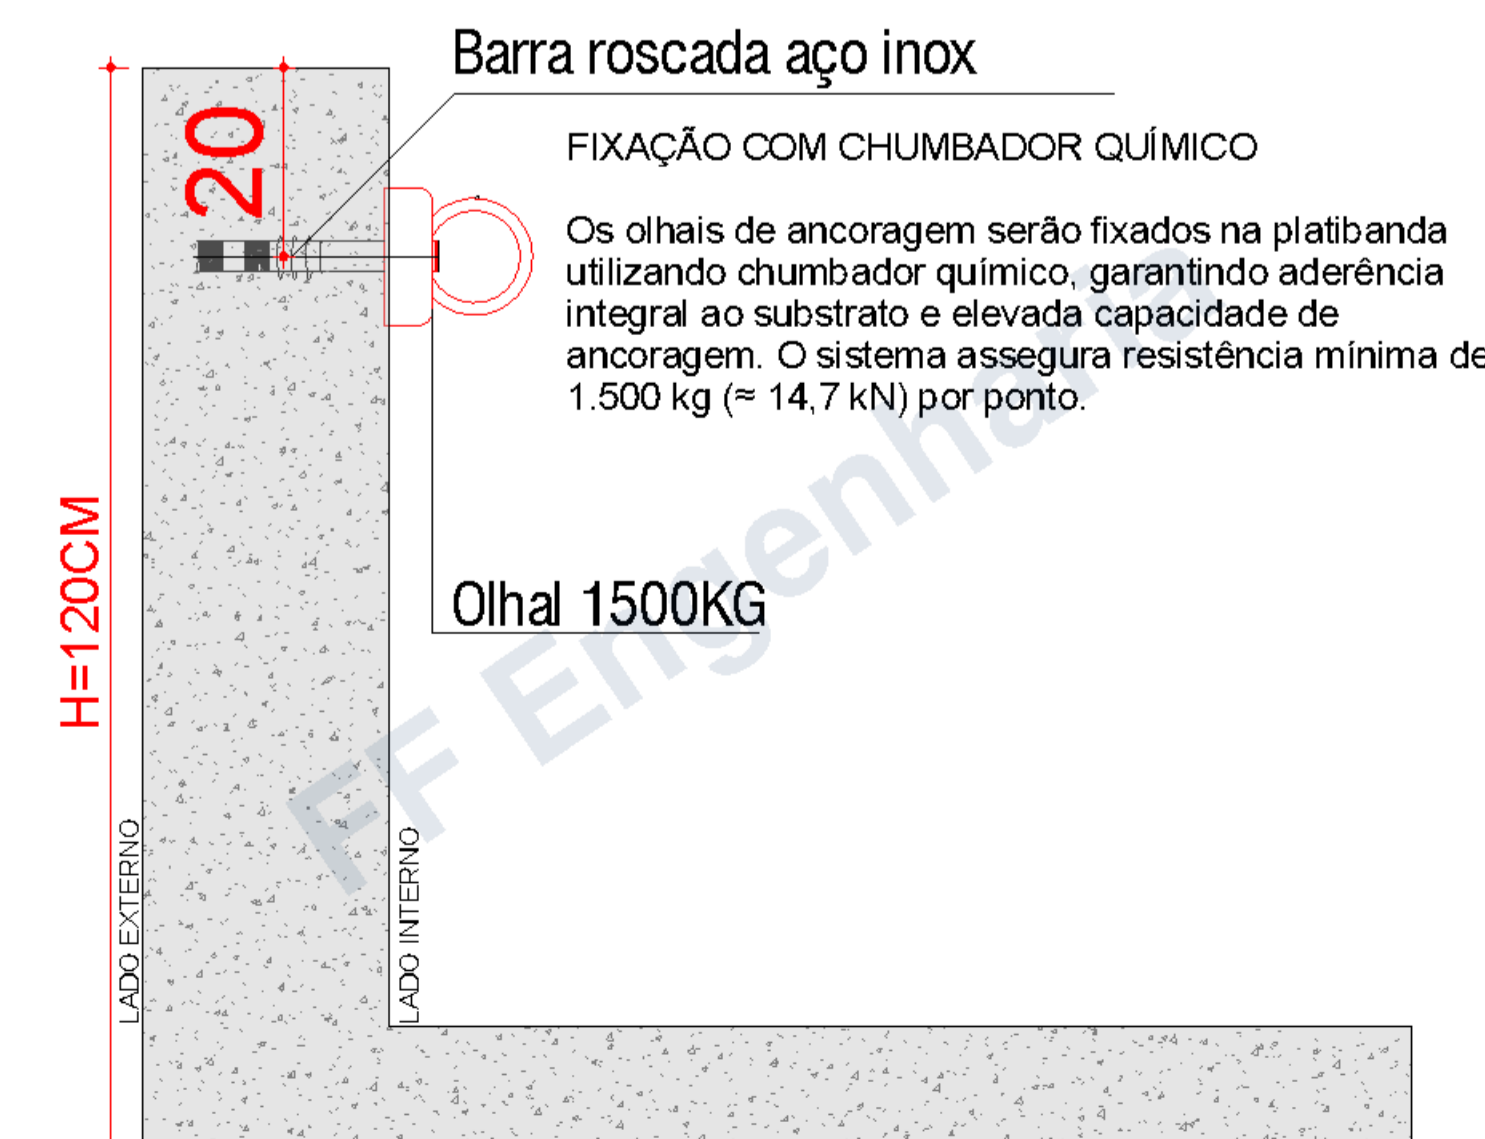 Barra roscada aço inox
20
FIXAÇÃO COM CHUMBADOR QUÍMICO
Os olhais de ancoragem serão fixados na platibanda
utilizando chumbador químico, garantindo aderência
integral ao substrato e elevada capacidade de
ancoragem. O sistema assegura resistência mínima de
1.500 kg (≈ 14,7 kN) por ponto.
H=120CM
Olhal 1500KG
FF Engenharia
LADO EXTERNO
LADO INTERNO